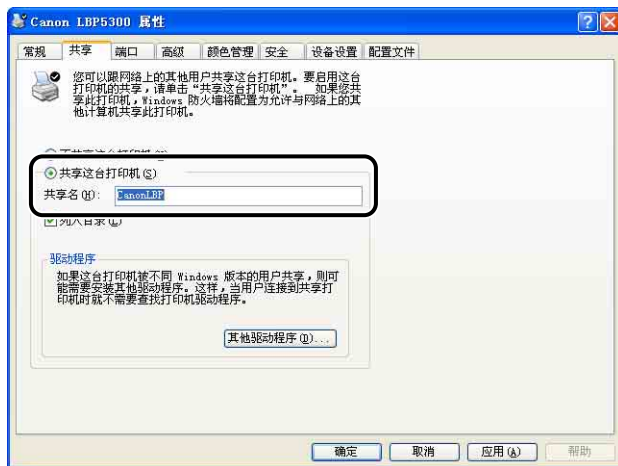 Canon LBP5300 属性
常规 共享 端口 高级 颜色管理 安全 设备设置 配置文件
您可以跟网络上的其他用户共享这台打印机。要启用这台
打印机的共享，请单击“共享这台打印机”。 如果您共
享此打印机，Windows 防火墙将配置为允许与网络上的其
他计算机共享此打印机。
共享这台打印机(S)
共享名(H): CanonLBP
列入目录(L)
驱动程序
如果这台打印机被不同 Windows 版本的用户共享，则可
能需要安装其他驱动程序。这样，当用户连接到共享打
印机时就不需要查找打印机驱动程序。
其他驱动程序(D)...
确定 取消 应用(A) 帮助